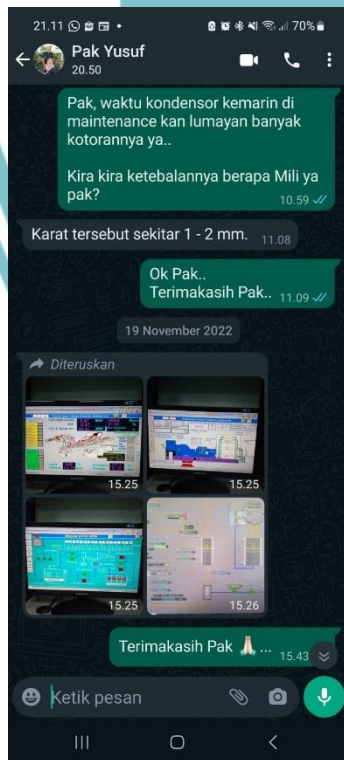 21.11
70%
Pak Yusuf
20.50
Pak, waktu kondensor kemarin di
maintenance kan lumayan banyak
kotorannya ya..
Kira kira ketebalannya berapa Mili ya
pak?
10.59
Karat tersebut sekitar 1 - 2 mm. 11.08
Ok Pak..
Terimakasih Pak.. 11.09
19 November 2022
Diteruskan
15.25
15.25
15.25
15.26
Terimakasih Pak 🙏🏻... 15.43
Ketik pesan